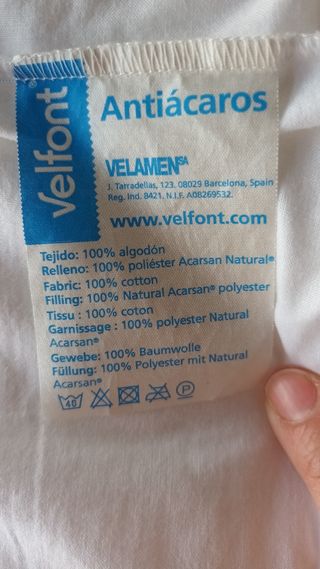 velfont®
Antiácaros
VELAMEN SA
J. Tarradellas, 123. 08029 Barcelona, Spain
Reg. Ind. 8421. N.I.F. A08269532.
www.velfont.com
Tejido: 100% algodón
Relleno: 100% poliéster Acarsan Natural®
Fabric: 100% cotton
Filling: 100% Natural Acarsan® polyester
Tissu : 100% coton
Garnissage : 100% polyester Natural
Acarsan®
Gewebe: 100% Baumwolle
Füllung: 100% Polyester mit Natural
Acarsan®
40 P